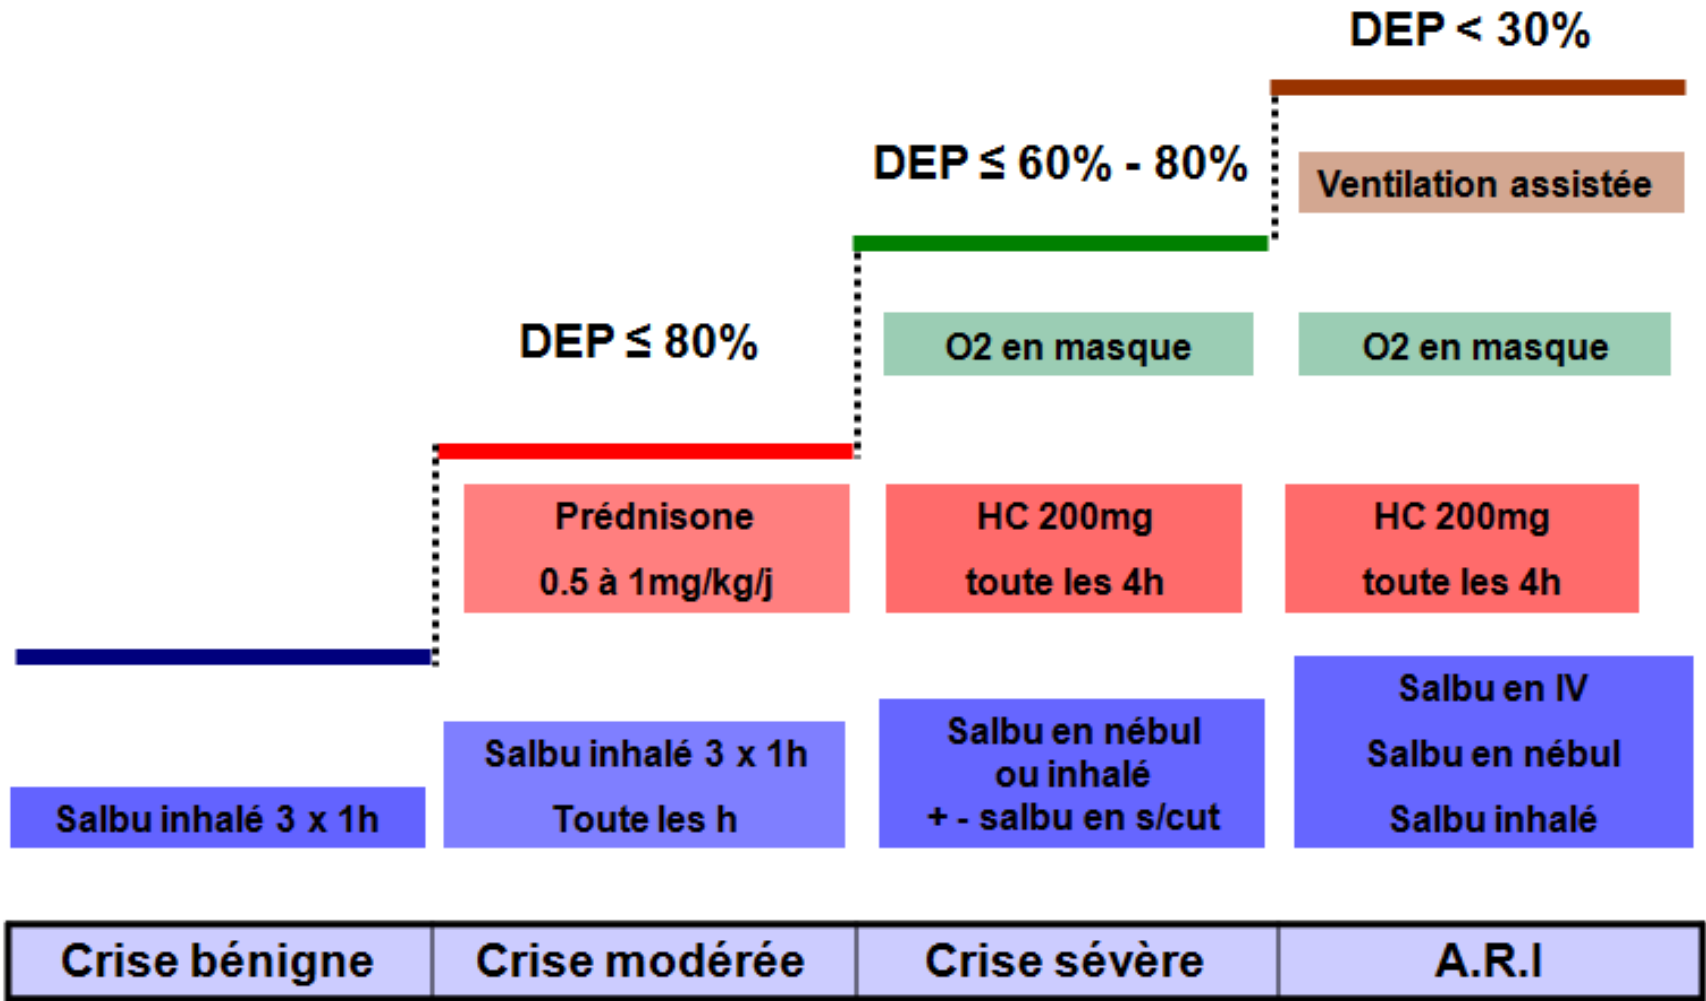 DEP < 30%
Ventilation assistée
DEP ≤ 60% - 80%
O2 en masque
O2 en masque
DEP ≤ 80%
Prédnisone
0.5 à 1mg/kg/j
HC 200mg
toute les 4h
HC 200mg
toute les 4h
Salbu inhalé 3 x 1h
Salbu inhalé 3 x 1h
Toute les h
Salbu en nébul
ou inhalé
+ - salbu en s/cut
Salbu en IV
Salbu en nébul
Salbu inhalé
Crise bénigne
Crise modérée
Crise sévère
A.R.I